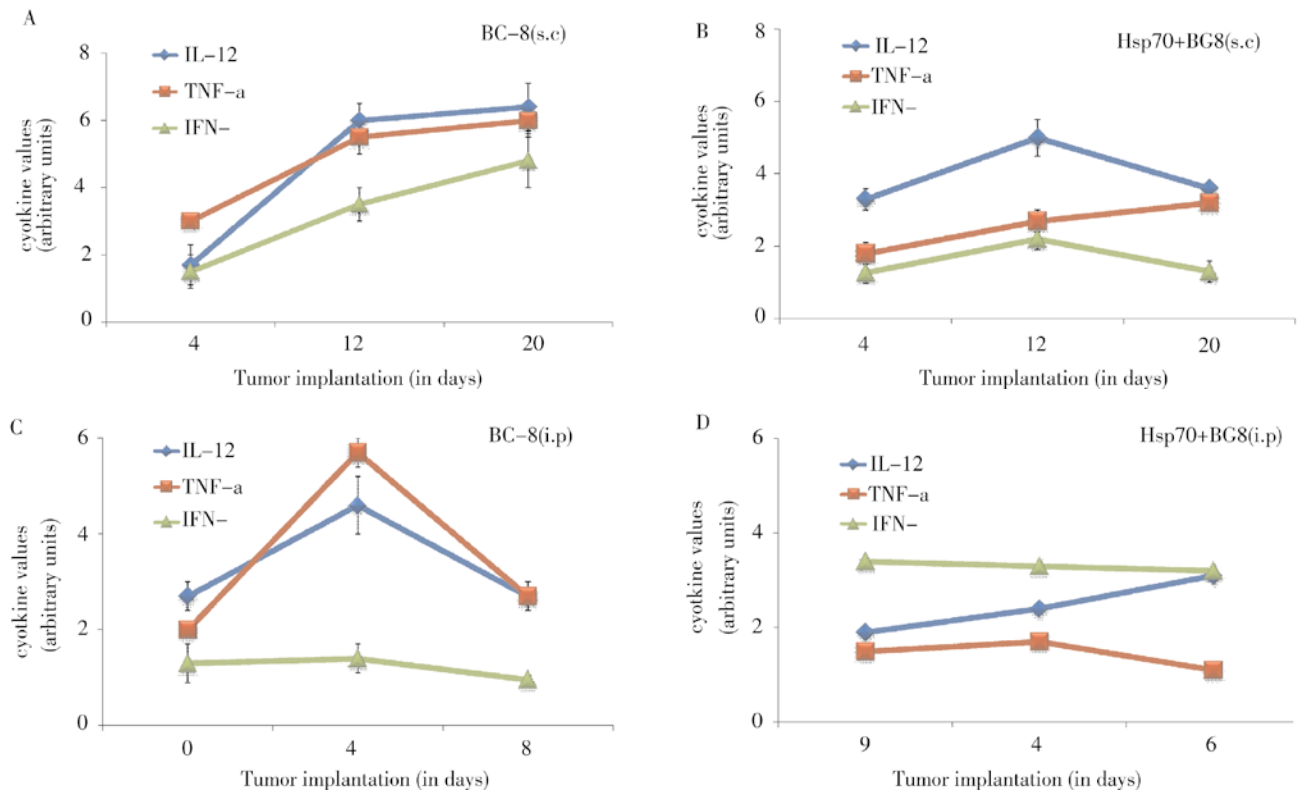 A
BC-8(s.c)
IL-12
TNF-a
IFN-
8
6
4
2
0
cyotkine values
(arbitrary units)
4 12 20
Tumor implantation (in days)
B
Hsp70+BG8(s.c)
IL-12
TNF-a
IFN-
8
6
4
2
0
cyotkine values
(arbitrary units)
4 12 20
Tumor implantation (in days)
C
BC-8(i.p)
IL-12
TNF-a
IFN-
6
4
2
0
cyotkine values
(arbitrary units)
0 4 8
Tumor implantation (in days)
D
Hsp70+BG8(i.p)
IL-12
TNF-a
IFN-
6
4
2
0
cyotkine values
(arbitrary units)
9 4 6
Tumor implantation (in days)